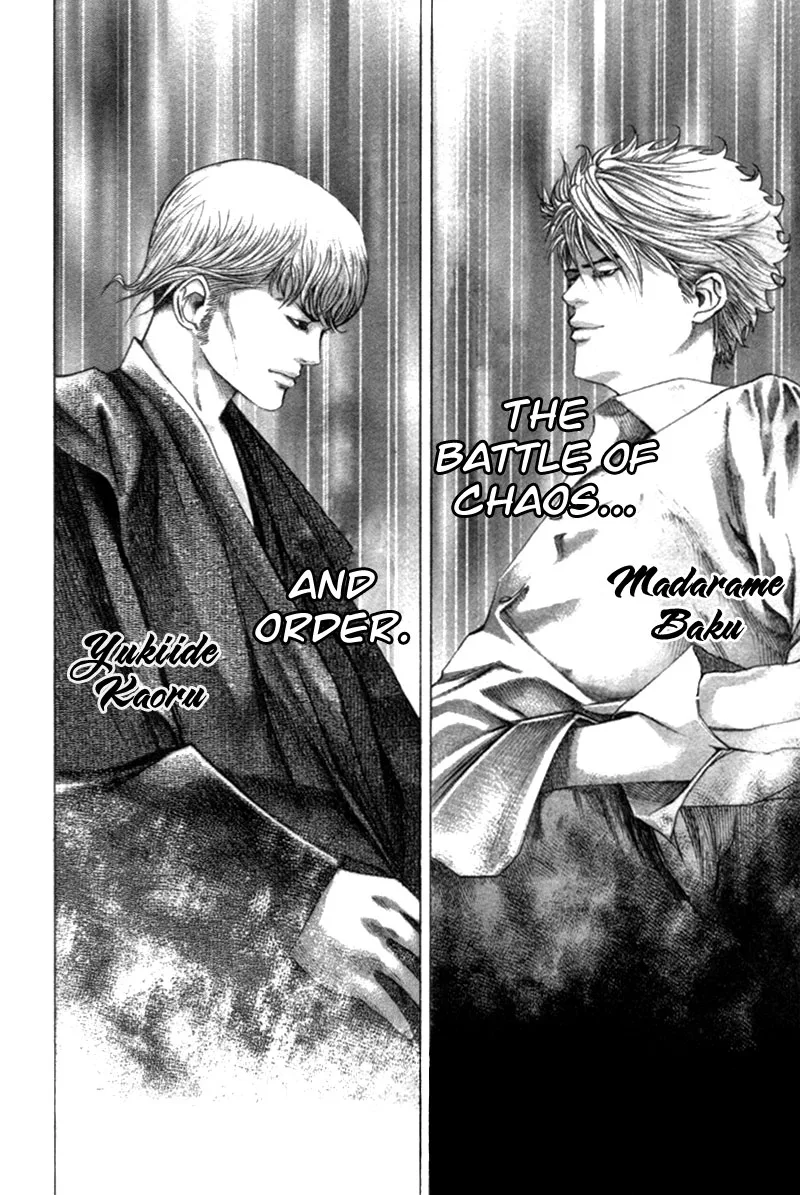 THE
BATTLE OF
CHAOS...
Madarame
Baku
AND
ORDER.
Yukiide
Kaoru